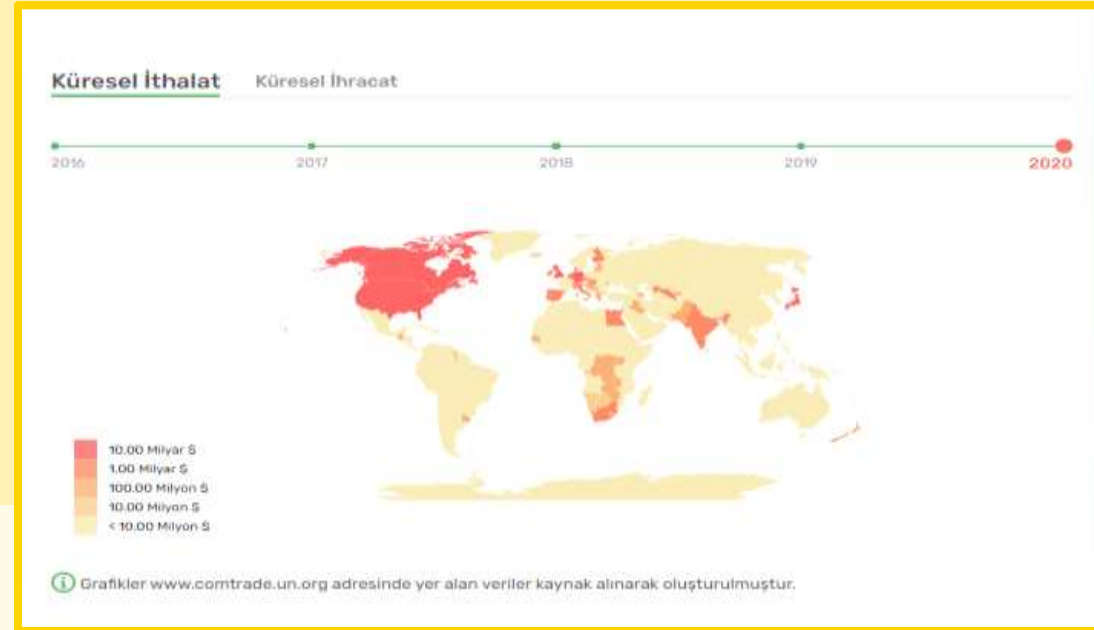 Küresel İthalat Küresel İhracat
2016 2017 2018 2019 2020
10.00 Milyar $
1.00 Milyar $
100.00 Milyon $
10.00 Milyon $
< 10.00 Milyon $
Grafikler www.comtrade.un.org adresinde yer alan veriler kaynak alınarak oluşturulmuştur.